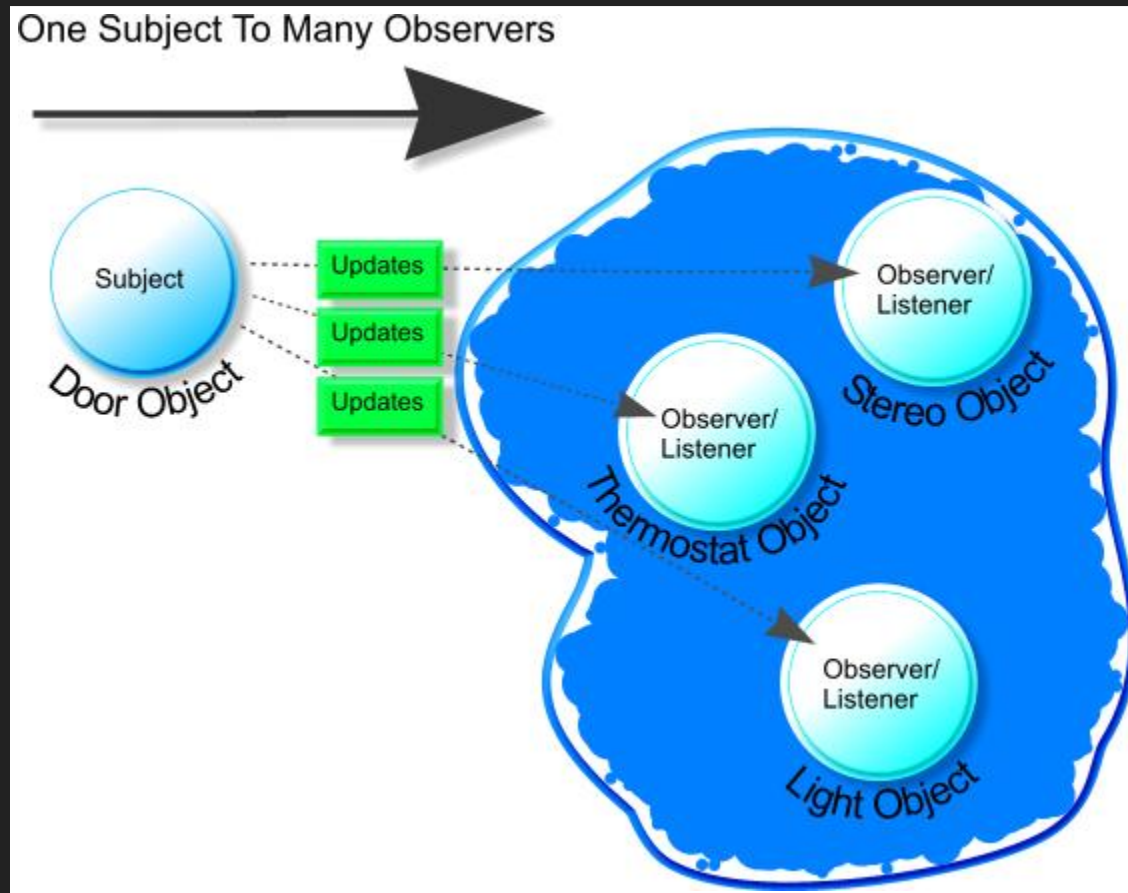 One Subject To Many Observers
Subject
Door Object
Updates
Updates
Updates
Observer/
Listener
Stereo Object
Observer/
Listener
Thermostat Object
Observer/
Listener
Light Object